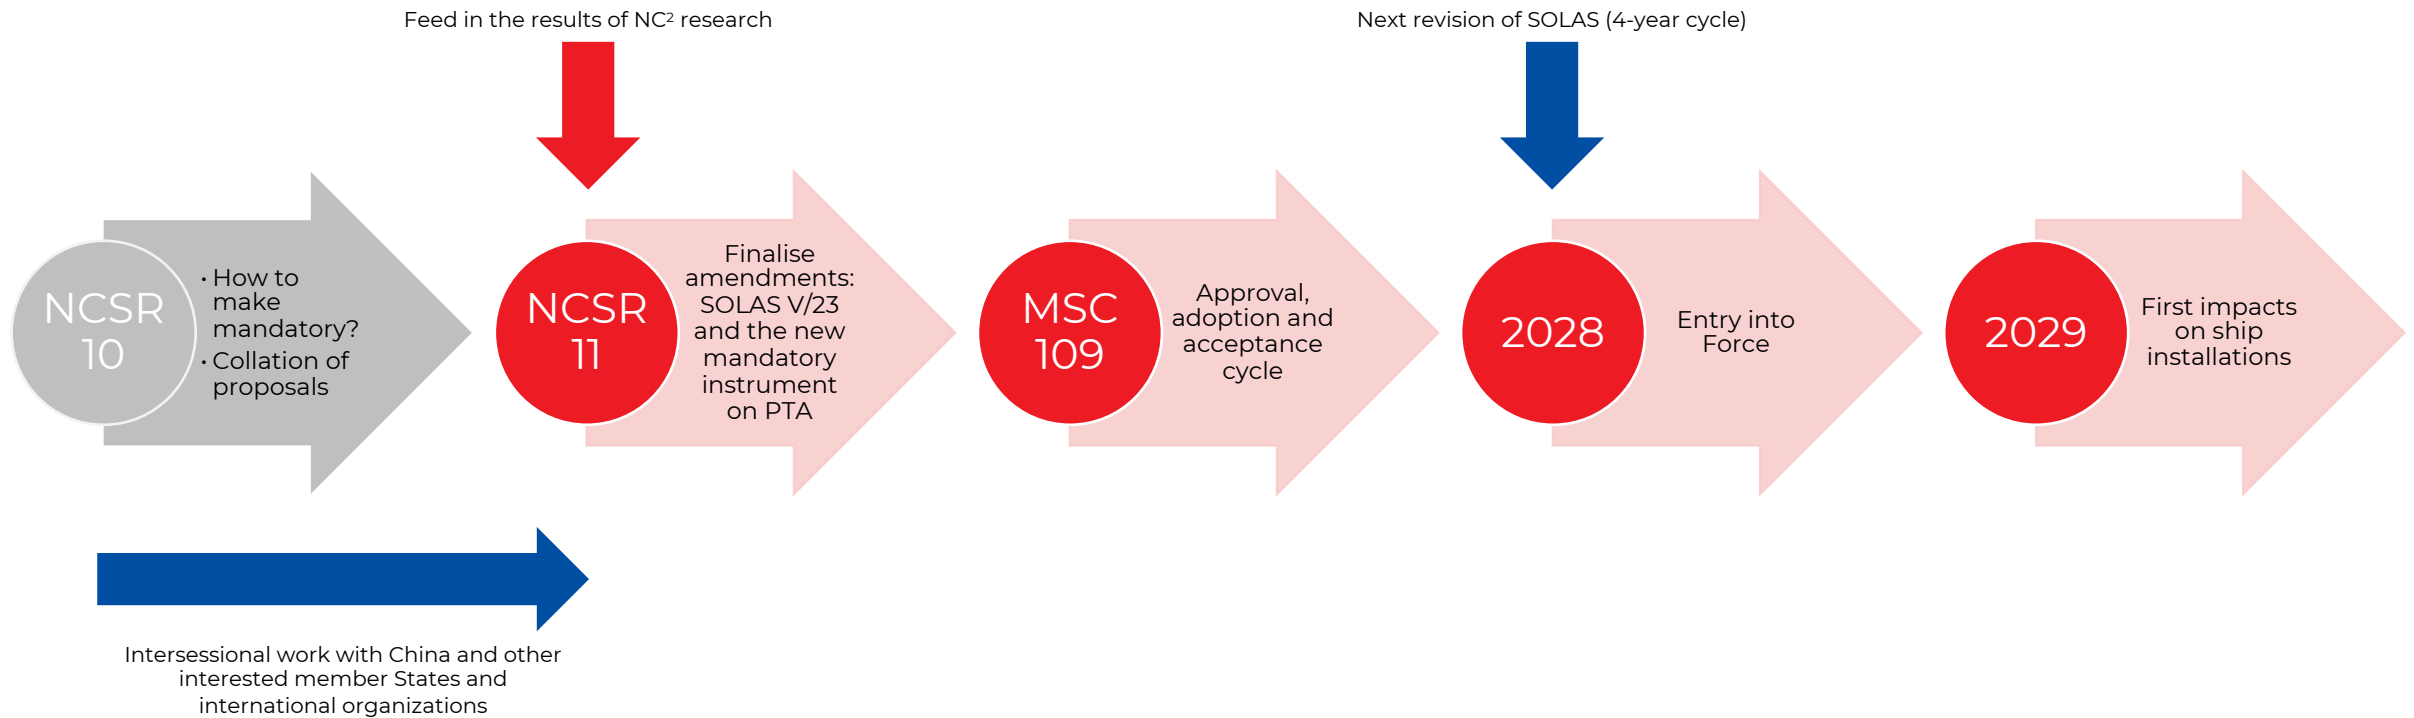 Feed in the results of NC² research
Next revision of SOLAS (4-year cycle)
NCSR
10
• How to
make
mandatory?
• Collation of
proposals
NCSR
11
Finalise
amendments:
SOLAS V/23
and the new
mandatory
instrument
on PTA
MSC
109
Approval,
adoption and
acceptance
cycle
2028
Entry into
Force
2029
First impacts
on ship
installations
Intersessional work with China and other
interested member States and
international organizations